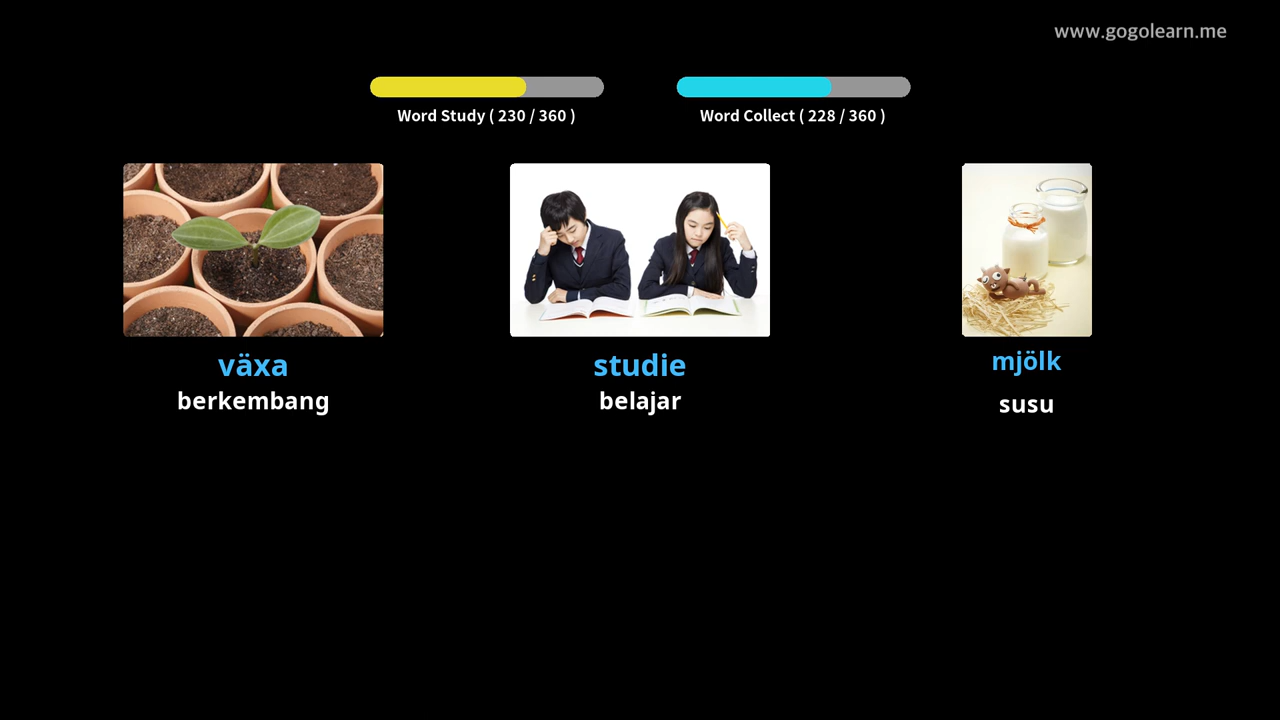 www.gogolearn.me
Word Study ( 230 / 360 )
Word Collect ( 228 / 360 )
växa
berkembang
studie
belajar
mjölk
susu